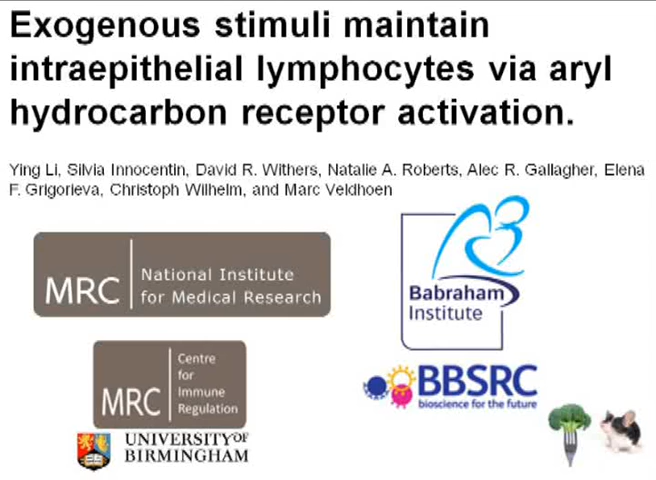 Exogenous stimuli maintain
intraepithelial lymphocytes via aryl
hydrocarbon receptor activation.
Ying Li, Silvia Innocentin, David R. Withers, Natalie A. Roberts, Alec R. Gallagher, Elena
F. Grigorieva, Christoph Wilhelm, and Marc Veldhoen
MRC
National Institute
for Medical Research
Babraham
Institute
MRC
Centre
for
Immune
Regulation
BBSRC
bioscience for the future
UNIVERSITYOF
BIRMINGHAM